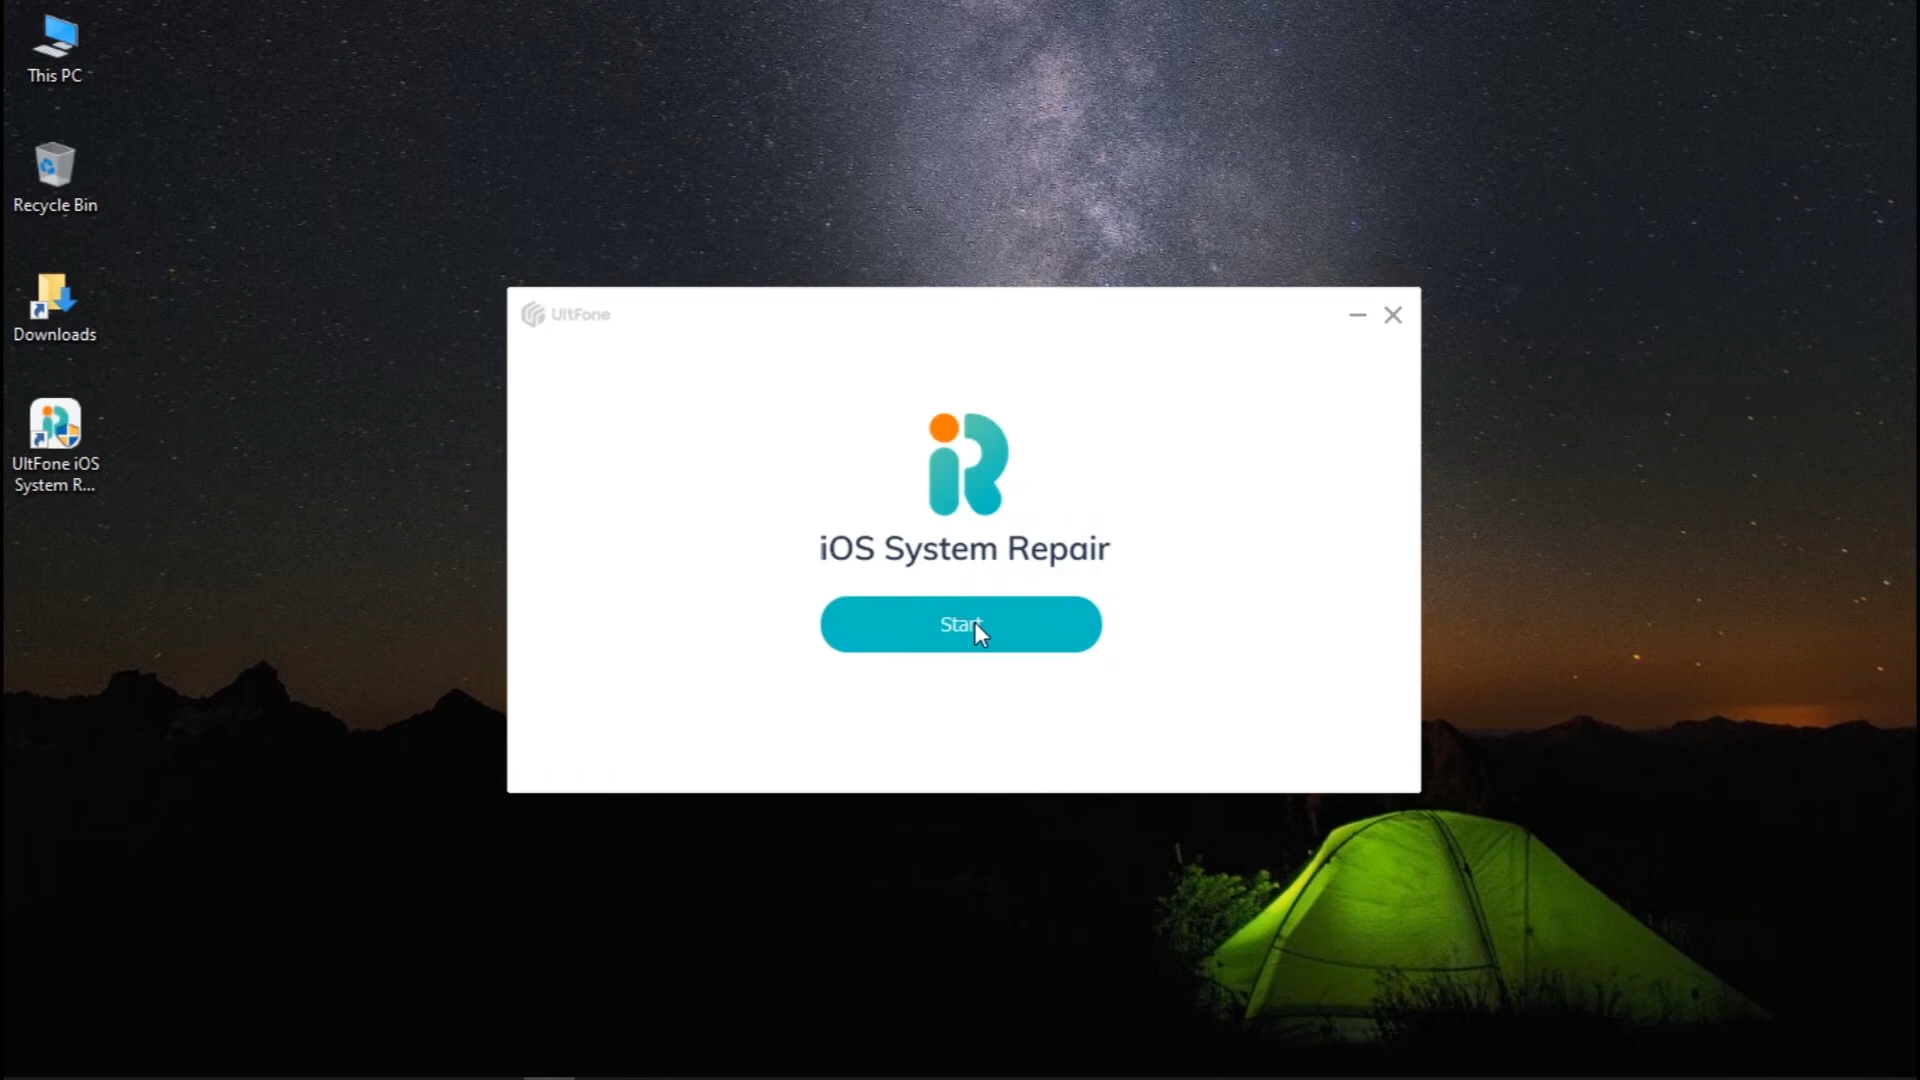 This PC
Recycle Bin
Downloads
UltFone iOS
System R...
UltFone
iOS System Repair
Start